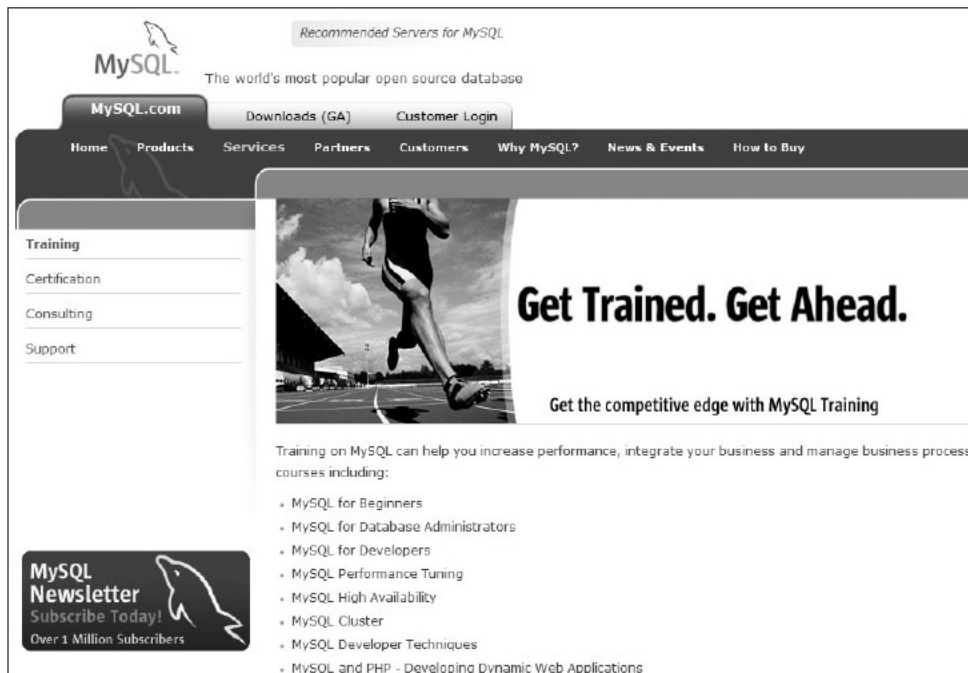 Recommended Servers for MySQL
MySQL™
The world's most popular open source database
MySQL.com
Downloads (GA)
Customer Login
Home
Products
Services
Partners
Customers
Why MySQL?
News & Events
How to Buy
Training
Certification
Consulting
Support
Get Trained. Get Ahead.
Get the competitive edge with MySQL Training
Training on MySQL can help you increase performance, integrate your business and manage business process
courses including:
MySQL for Beginners
MySQL for Database Administrators
MySQL for Developers
MySQL Performance Tuning
MySQL High Availability
MySQL Cluster
MySQL Developer Techniques
MySQL and PHP - Developing Dynamic Web Applications
MySQL
Newsletter
Subscribe Today!
Over 1 Million Subscribers